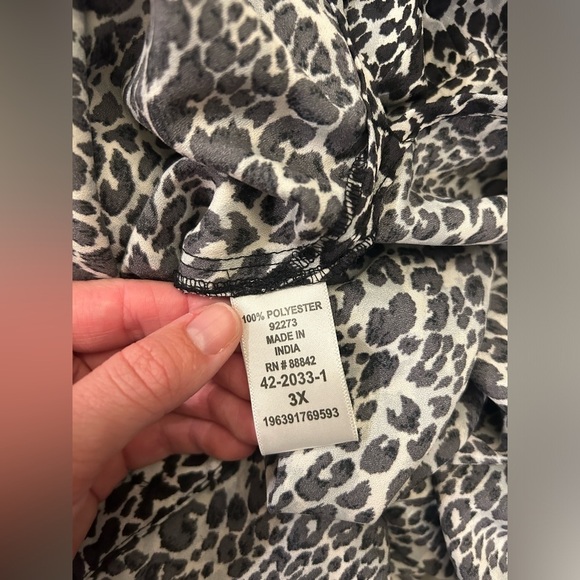 100% POLYESTER
92273
MADE IN
INDIA
RN # 88842
42-2033-1
3X
196391769593